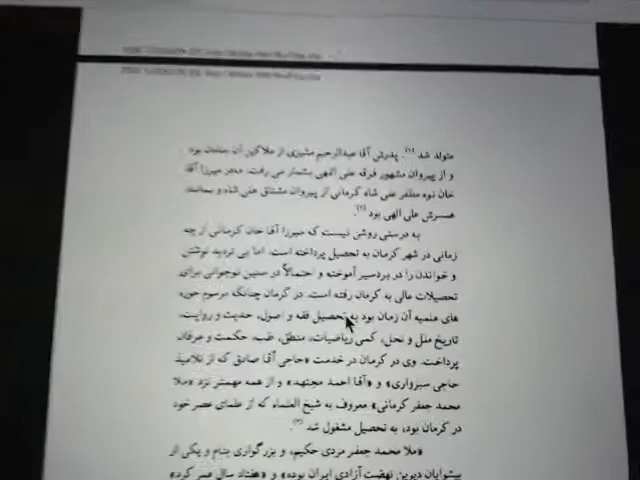 متولد شد (۱). پدرش آقا عبدالرحیم مشیزی از ملاکین آن سامان بود
و از پیروان مشهور فرقه علی الهی بشمار می رفت. مادر میرزا آقا
خان نوه مظفر علی شاه کرمانی از پیروان مشتاق علی شاه و بمانند
همسرش علی الهی بود (۲).
به درستی روشن نیست که میرزا آقا خان کرمانی از چه
زمانی در شهر کرمان به تحصیل پرداخته است. اما بی تردید نوشتن
و خواندن را در بردسیر آموخته و احتمالاً در سنین نوجوانی برای
تحصیلات عالی به کرمان رفته است. در کرمان چنانکه مرسوم حوزه
های علمیه آن زمان بود به تحصیل فقه و اصول، حدیث و روایت،
تاریخ ملل و نحل، کمی ریاضیات، منطق، طب، حکمت و عرفان
پرداخت. وی در کرمان در خدمت «حاجی آقا صادق که از تلامیذ
حاجی سبزواری» و «آقا احمد مجتهد» و از همه مهمتر نزد «ملا
محمد جعفر کرمانی» معروف به شیخ العلماء که از علمای عصر خود
در کرمان بود، به تحصیل مشغول شد (۳).
«ملا محمد جعفر مردی حکیم، و بزرگواری بنام و یکی از
پیشوایان دیرین نهضت آزادی ایران بوده» و «هفتاد سال عمر کرد»